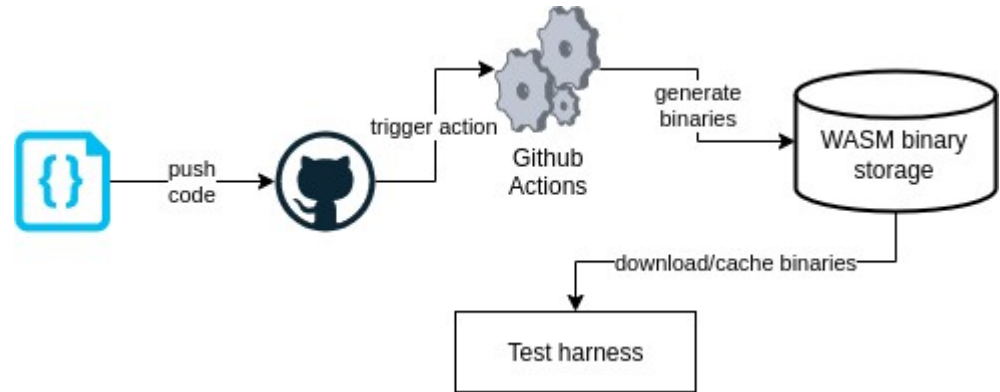 {}
push
code
trigger action
Github
Actions
generate
binaries
WASM binary
storage
download/cache binaries
Test harness